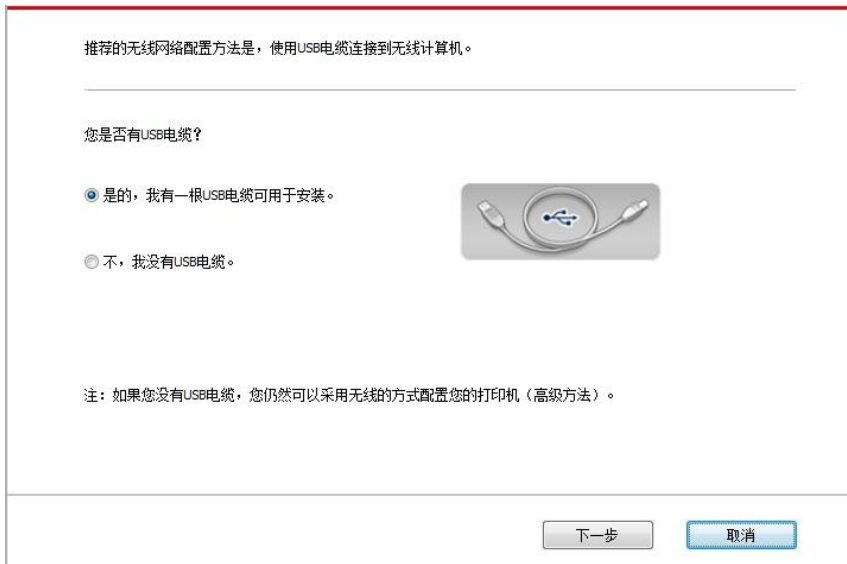 推荐的无线网络配置方法是，使用USB电缆连接到无线计算机。
您是否有USB电缆？
是的，我有一根USB电缆可用于安装。
不，我没有USB电缆。
注：如果您没有USB电缆，您仍然可以采用无线的方式配置您的打印机（高级方法）。
下一步
取消